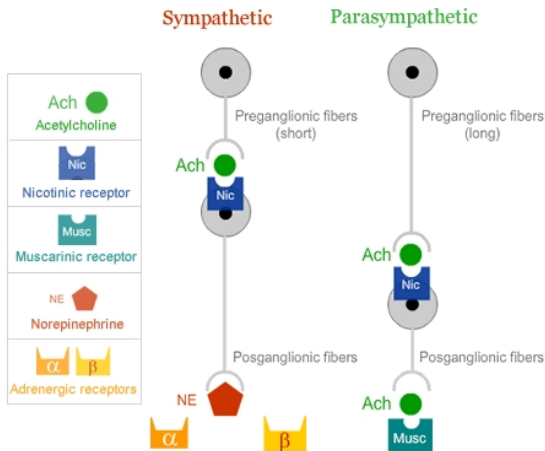 Sympathetic
Parasympathetic
Ach
Acetylcholine
Nic
Nicotinic receptor
Musc
Muscarinic receptor
NE
Norepinephrine
α β
Adrenergic receptors
Preganglionic fibers
(short)
Ach
Nic
Posganglionic fibers
NE
α
β
Preganglionic fibers
(long)
Ach
Nic
Posganglionic fibers
Ach
Musc